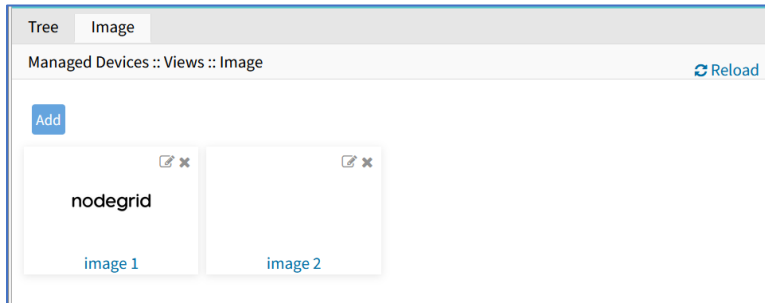 Tree Image
Managed Devices :: Views :: Image
Reload
Add
nodegrid
image 1
image 2